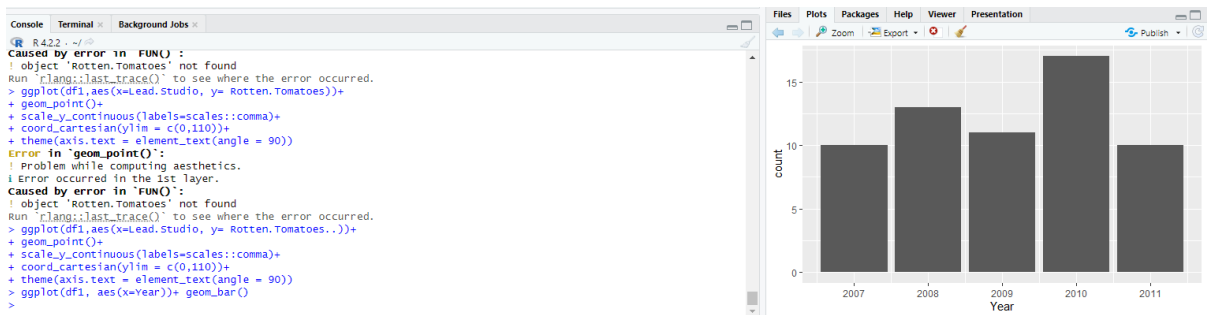 Console Terminal Background Jobs
R 4.2.2 · ~/
Caused by error in `FUN()`:
! object 'Rotten.Tomatoes' not found
Run `rlang::last_trace()` to see where the error occurred.
> ggplot(df1,aes(x=Lead.Studio, y= Rotten.Tomatoes))+
+ geom_point()+
+ scale_y_continuous(labels=scales::comma)+
+ coord_cartesian(ylim = c(0,110))+
+ theme(axis.text = element_text(angle = 90))
Error in `geom_point()`:
! Problem while computing aesthetics.
i Error occurred in the 1st layer.
Caused by error in `FUN()`:
! object 'Rotten.Tomatoes' not found
Run `rlang::last_trace()` to see where the error occurred.
> ggplot(df1,aes(x=Lead.Studio, y= Rotten.Tomatoes..))+
+ geom_point()+
+ scale_y_continuous(labels=scales::comma)+
+ coord_cartesian(ylim = c(0,110))+
+ theme(axis.text = element_text(angle = 90))
> ggplot(df1, aes(x=Year))+ geom_bar()
>
Files Plots Packages Help Viewer Presentation
Zoom Export Publish
15
10
5
0
count
2007 2008 2009 2010 2011
Year